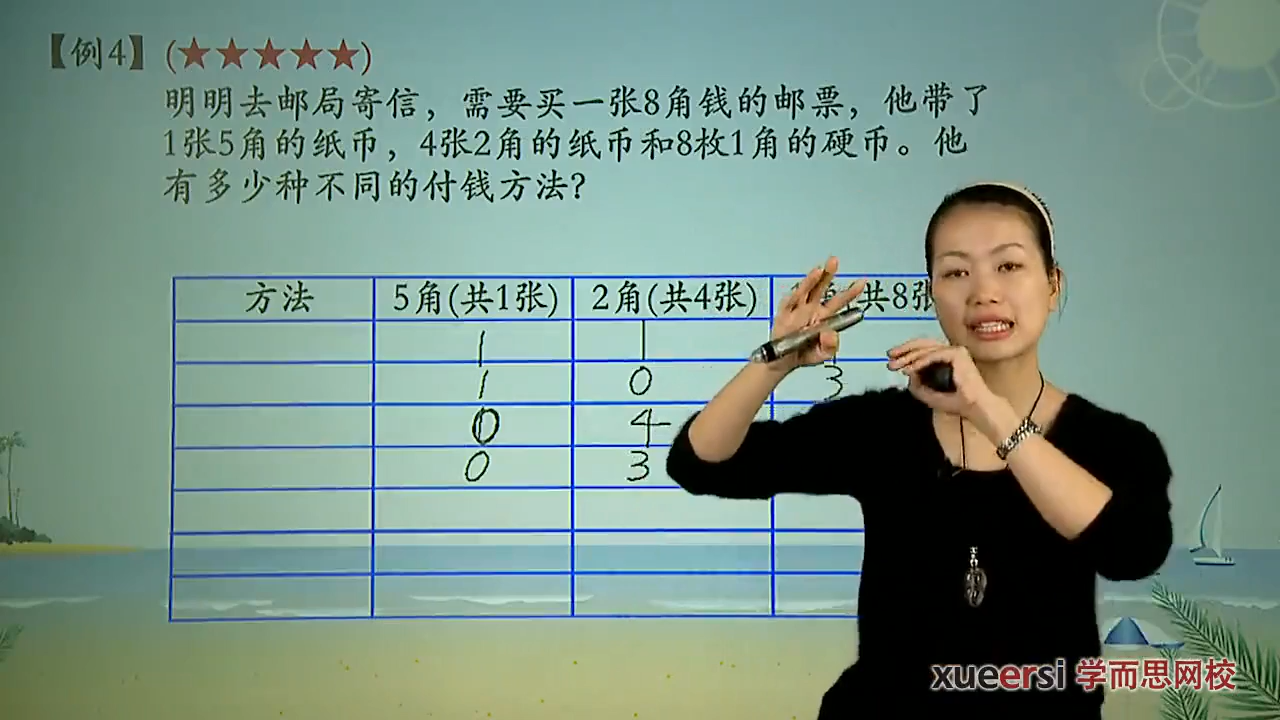 【例4】(★★★★★)
明明去邮局寄信，需要买一张8角钱的邮票，他带了
1张5角的纸币，4张2角的纸币和8枚1角的硬币。他
有多少种不同的付钱方法？
方法 5角(共1张) 2角(共4张) 共8张
1 1
1 0 3
0 4
0 3
xueersi 学而思网校